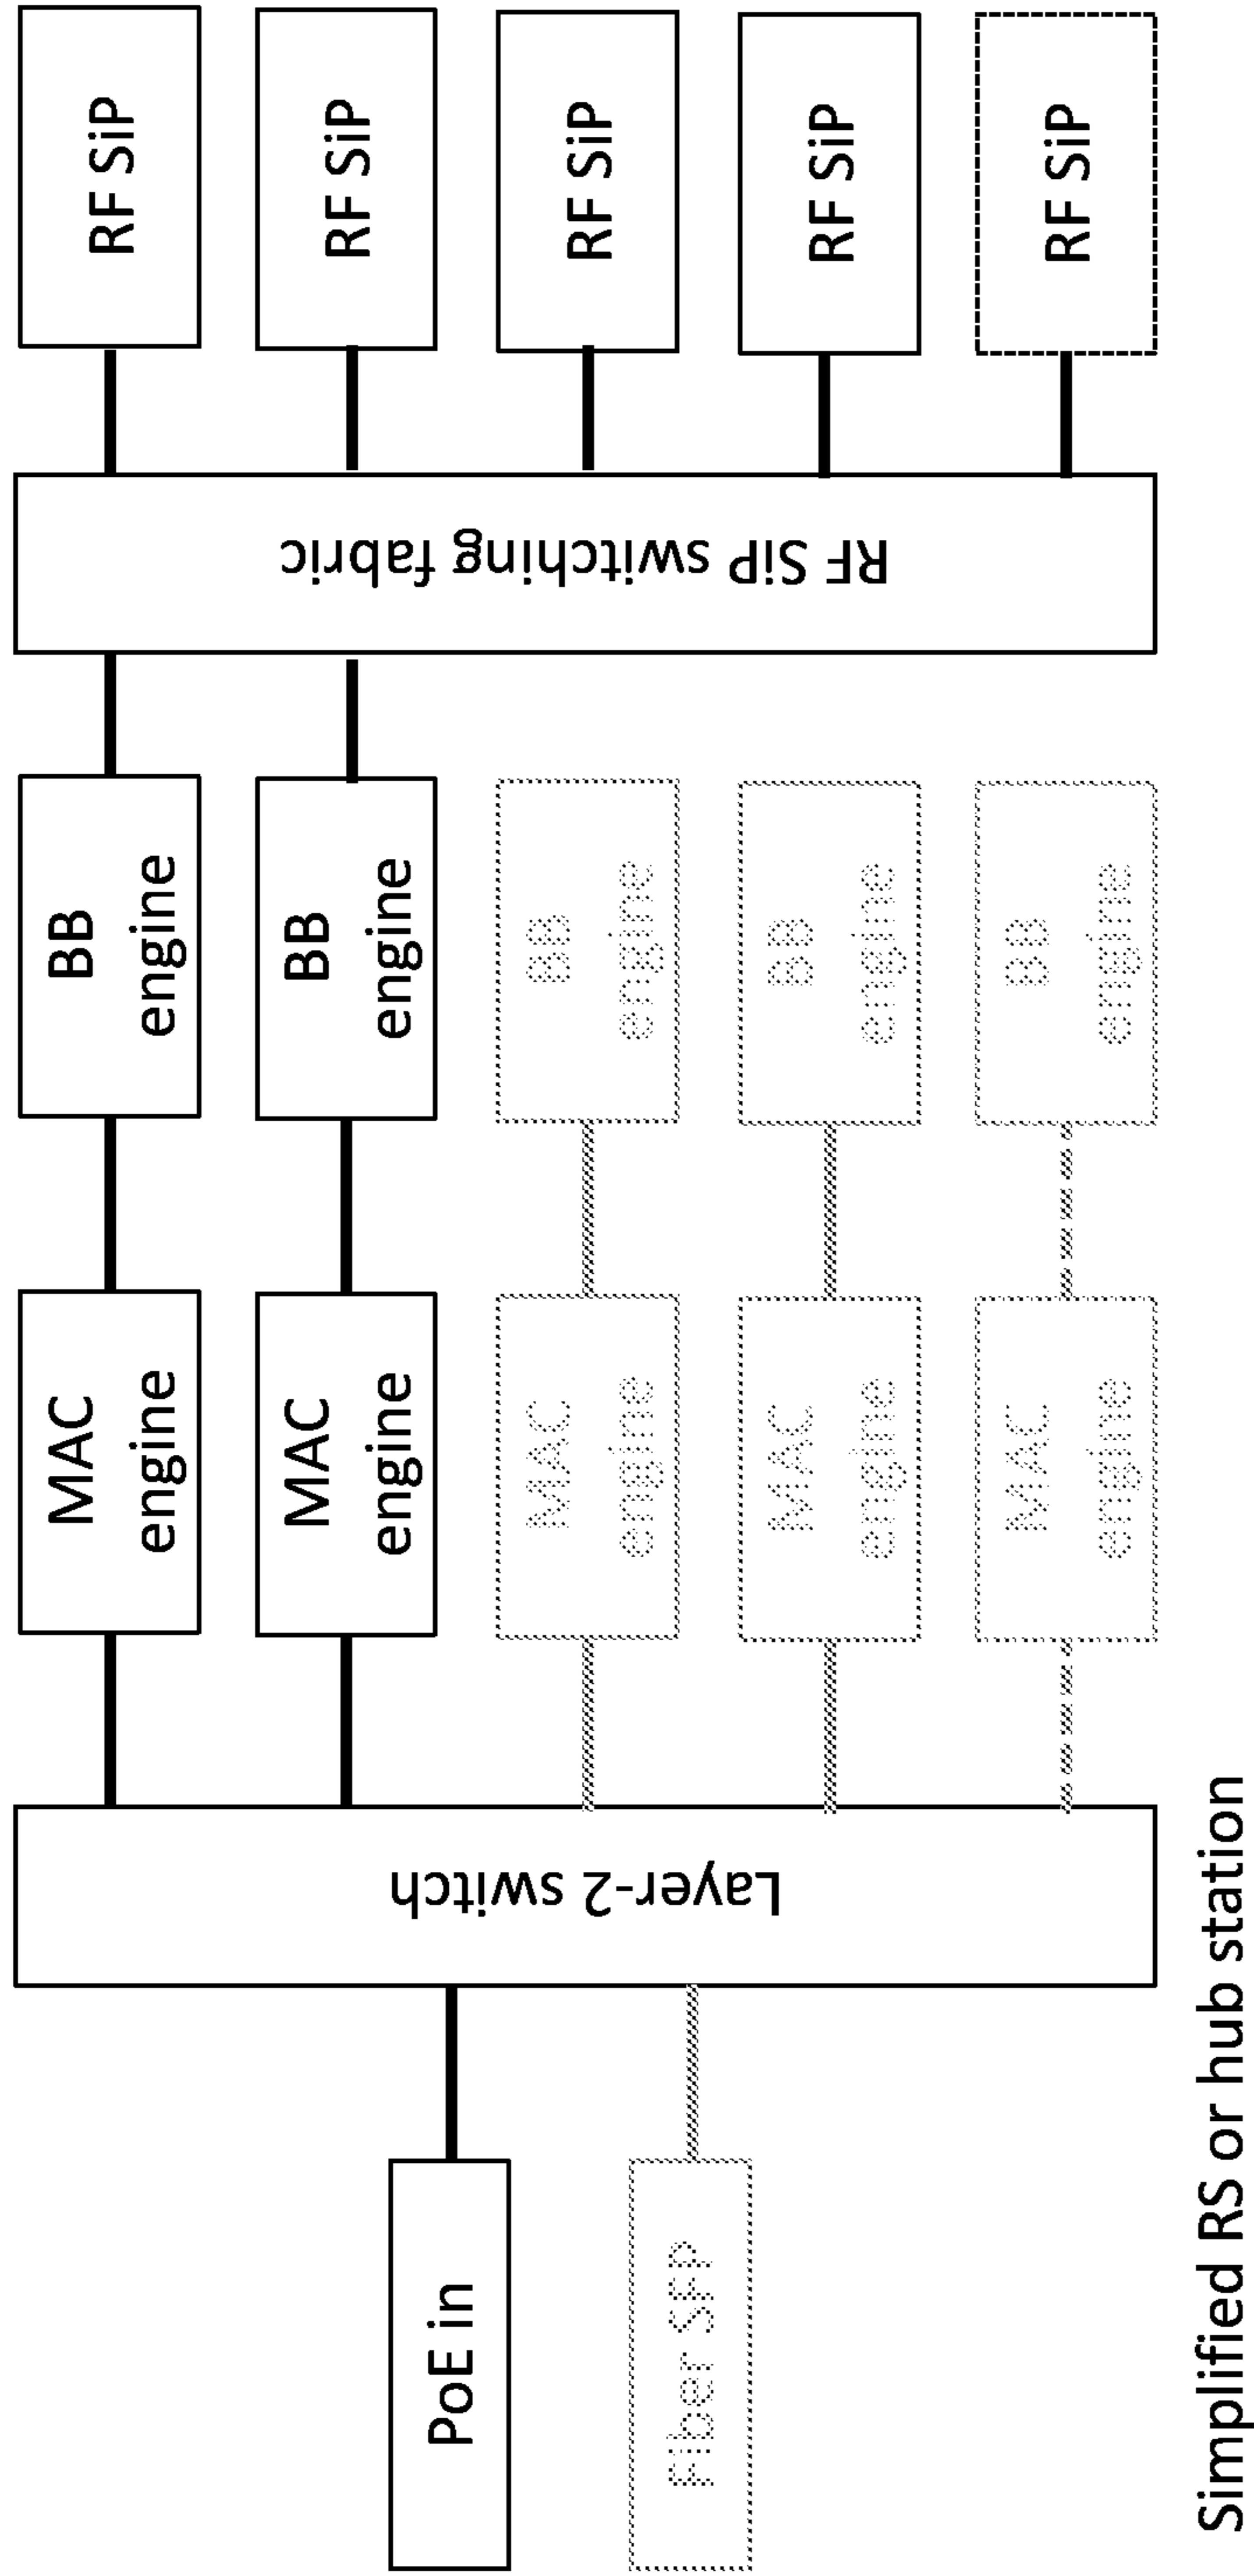 PoE in
Fiber SFP
Layer-2 switch
MAC
engine
MAC
engine
MAC
engine
MAC
engine
MAC
engine
BB
engine
BB
engine
BB
engine
BB
engine
BB
engine
RF SiP switching fabric
RF SiP
RF SiP
RF SiP
RF SiP
RF SiP
Simplified RS or hub station